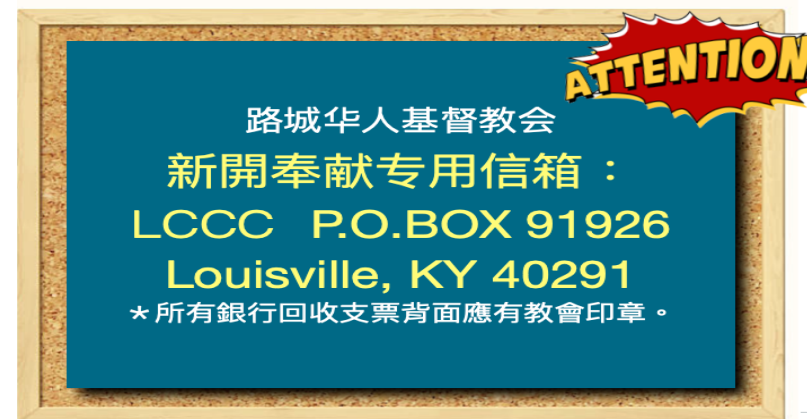 ATTENTION
路城华人基督教会
新開奉献专用信箱：
LCCC P.O.BOX 91926
Louisville, KY 40291
＊所有銀行回收支票背面應有教會印章。